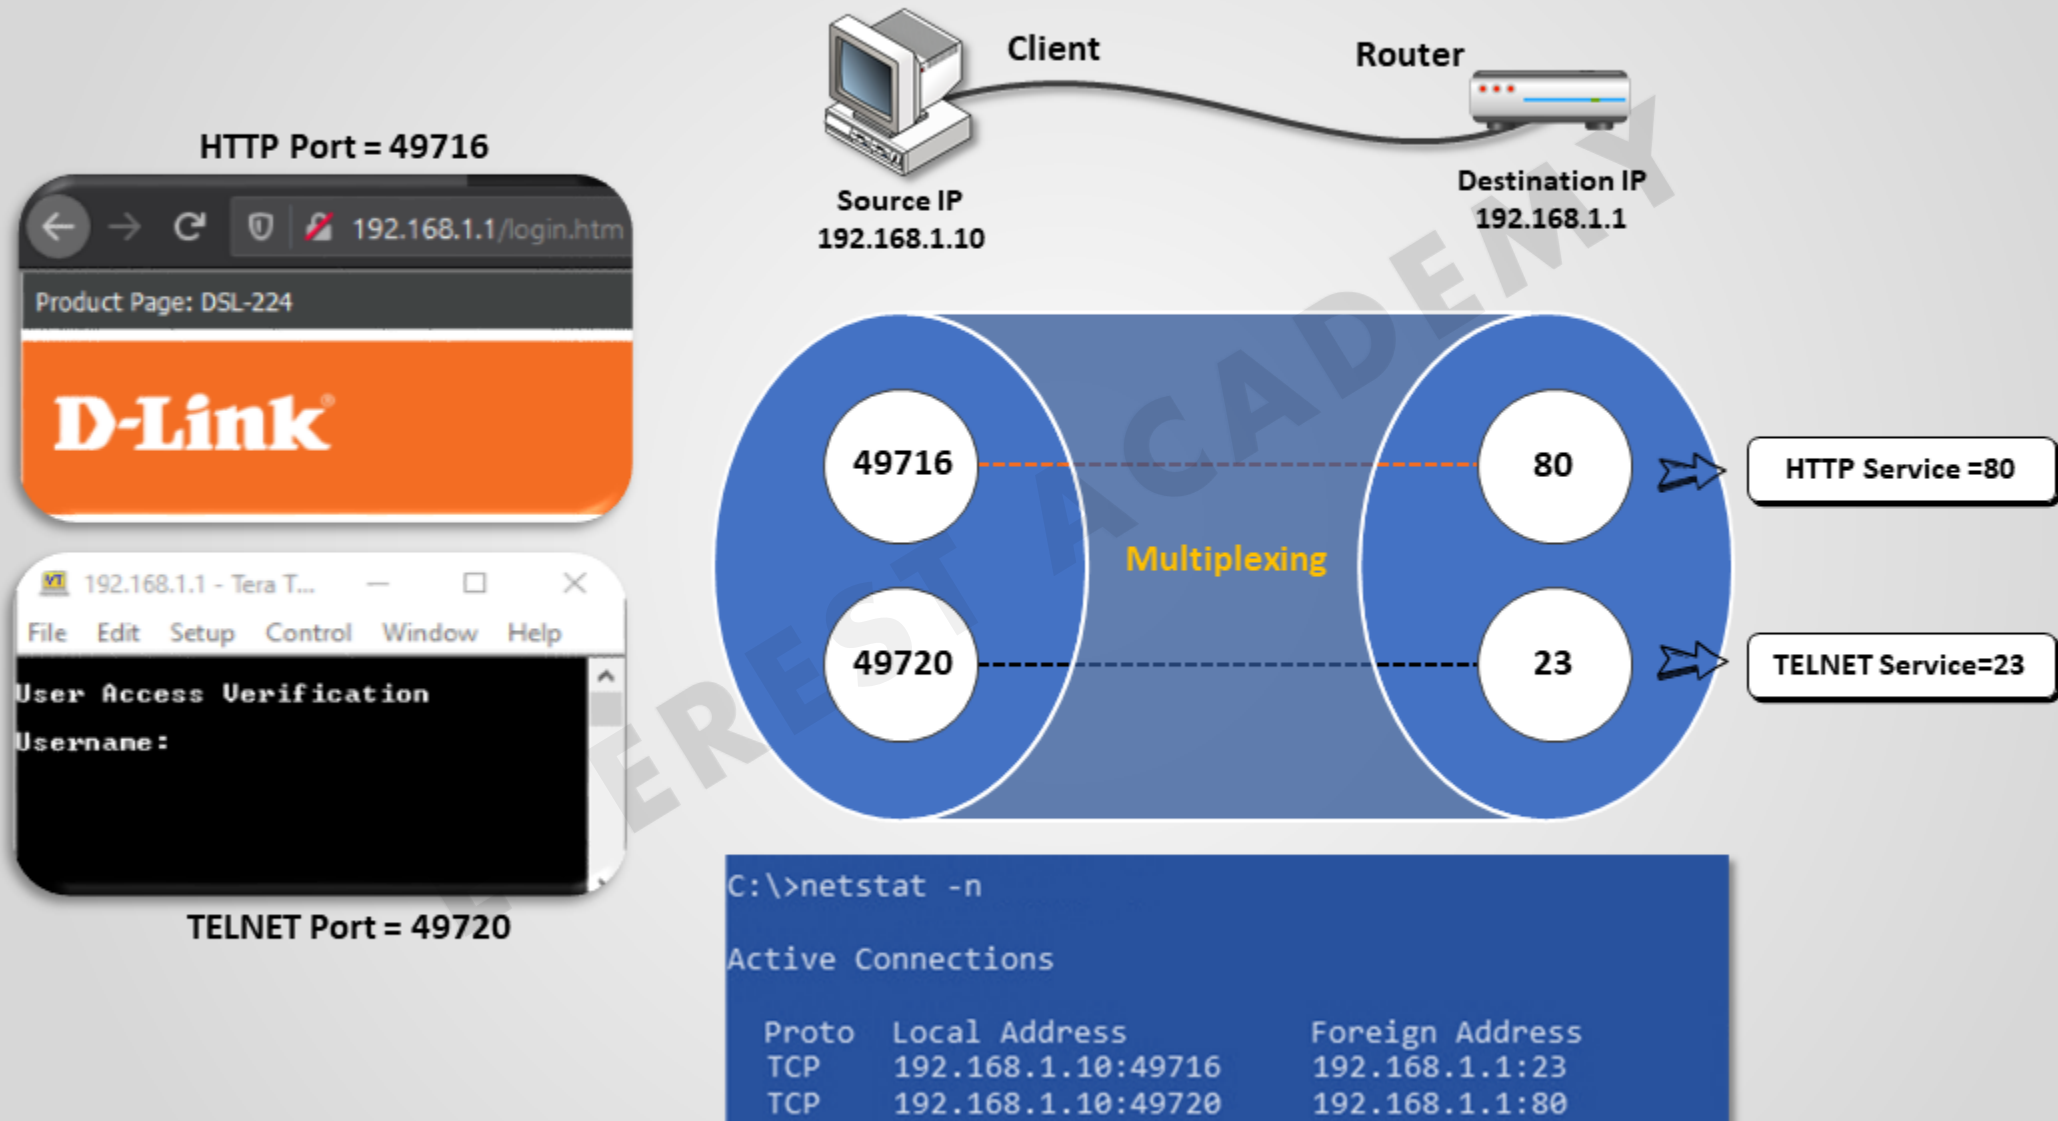 Client
Router
HTTP Port = 49716
192.168.1.1/login.htm
Product Page: DSL-224
D-Link®
Source IP
192.168.1.10
Destination IP
192.168.1.1
49716
80
HTTP Service =80
Multiplexing
49720
23
TELNET Service=23
VT 192.168.1.1 - Tera T...
File Edit Setup Control Window Help
User Access Verification
Username:
TELNET Port = 49720
C:\>netstat -n
Active Connections
Proto Local Address Foreign Address
TCP 192.168.1.10:49716 192.168.1.1:23
TCP 192.168.1.10:49720 192.168.1.1:80
EREST ACADEMY